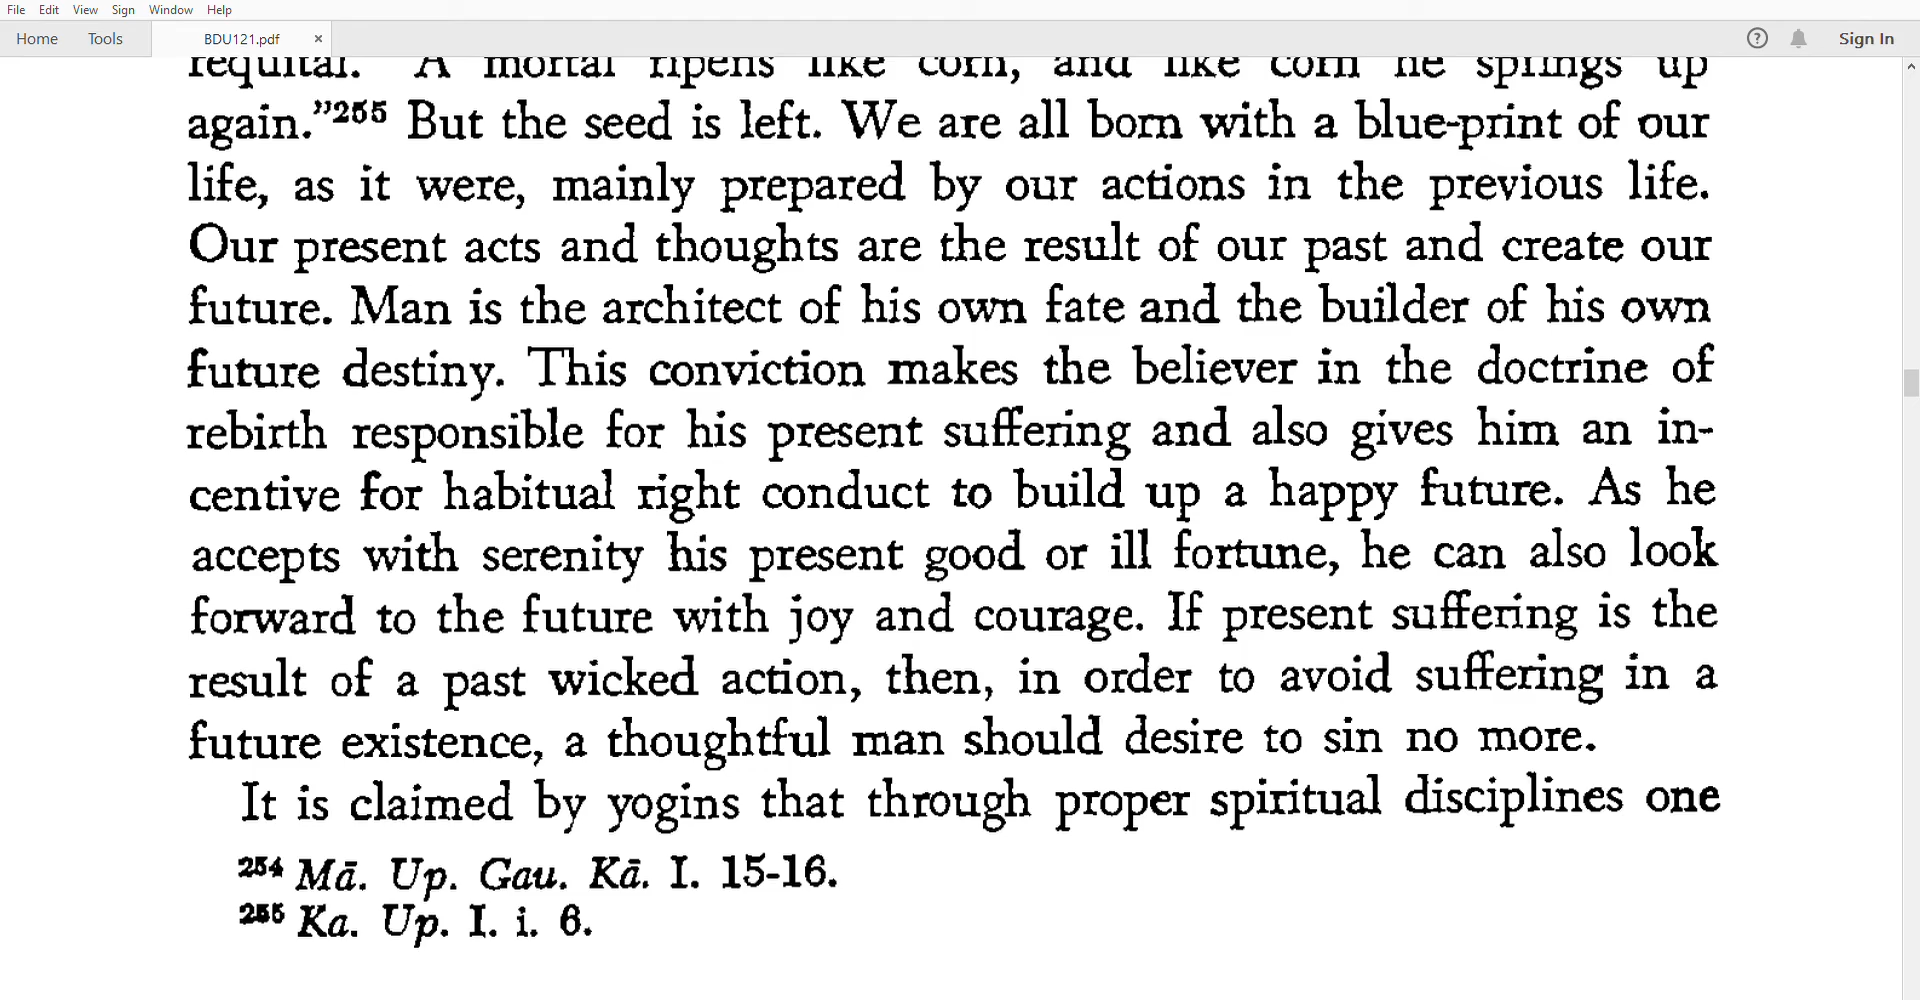 File Edit View Sign Window Help
Home Tools BDU121.pdf × ? Sign In
requital. "A mortal ripens like corn, and like corn he springs up
again."255 But the seed is left. We are all born with a blue-print of our
life, as it were, mainly prepared by our actions in the previous life.
Our present acts and thoughts are the result of our past and create our
future. Man is the architect of his own fate and the builder of his own
future destiny. This conviction makes the believer in the doctrine of
rebirth responsible for his present suffering and also gives him an in-
centive for habitual right conduct to build up a happy future. As he
accepts with serenity his present good or ill fortune, he can also look
forward to the future with joy and courage. If present suffering is the
result of a past wicked action, then, in order to avoid suffering in a
future existence, a thoughtful man should desire to sin no more.
It is claimed by yogins that through proper spiritual disciplines one
254 Mā. Up. Gau. Kā. I. 15-16.
255 Ka. Up. I. i. 6.